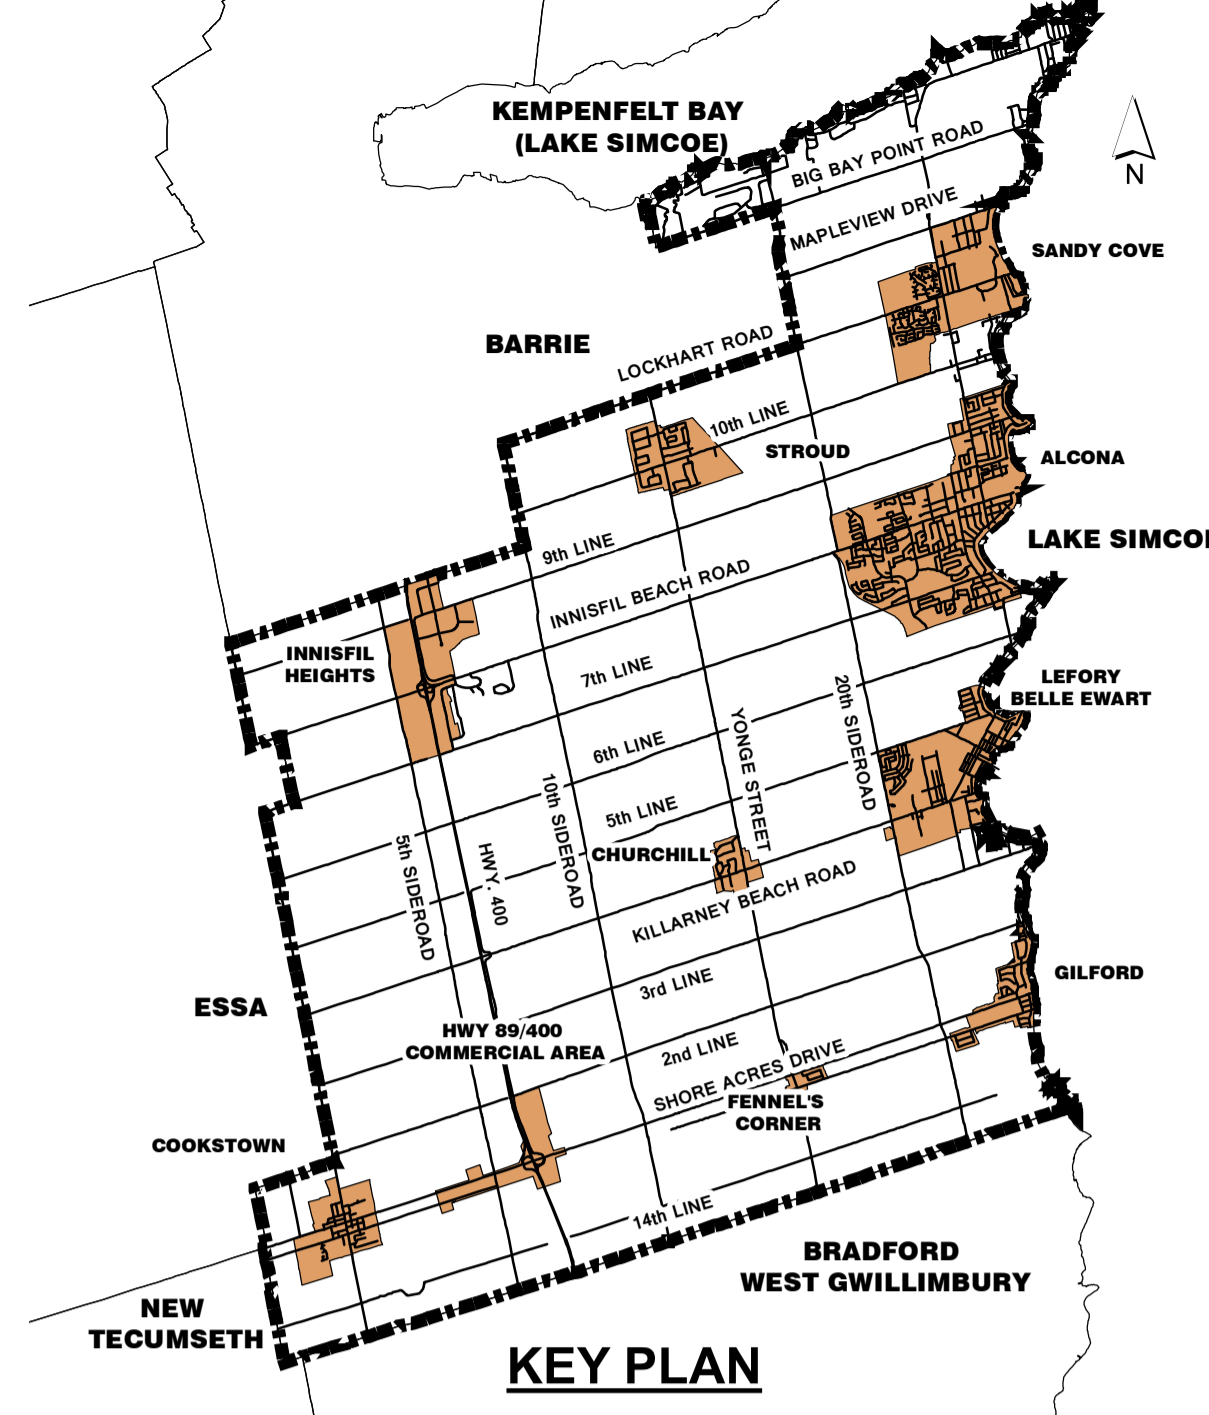 KEMPENFELT BAY
(LAKE SIMCOE)
BIG BAY POINT ROAD
N
MAPLEVIEW DRIVE
SANDY COVE
BARRIE
LOCKHART ROAD
10th LINE
STROUD
ALCONA
LAKE SIMCO
9th LINE
INNISFIL BEACH ROAD
INNISFIL
HEIGHTS
7th LINE
LEFORY
BELLE EWART
20th SIDEROAD
YONGE STREET
6th LINE
10th SIDEROAD
5th LINE
5th SIDEROAD
HWY. 400
CHURCHILL
KILLARNEY BEACH ROAD
3rd LINE
GILFORD
ESSA
HWY 89/400
COMMERCIAL AREA
2nd LINE
SHORE ACRES DRIVE
FENNEL'S
CORNER
COOKSTOWN
14th LINE
BRADFORD
WEST GWILLIMBURY
NEW
TECUMSETH
KEY PLAN